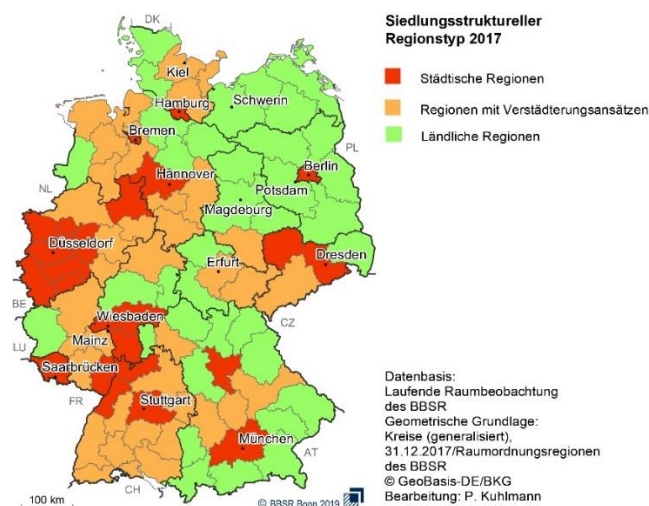 Siedlungsstruktureller
Regionstyp 2017
Städtische Regionen
Regionen mit Verstädterungsansätzen
Ländliche Regionen
DK
Kiel
Hamburg
Schwerin
Bremen
PL
Berlin
Hannover
Potsdam
NL
Magdeburg
Düsseldorf
Erfurt
Dresden
BE
Wiesbaden
CZ
LU
Mainz
Saarbrücken
FR
Stuttgart
München
AT
CH
100 km
© BBSR Bonn 2019
Datenbasis:
Laufende Raumbeobachtung
des BBSR
Geometrische Grundlage:
Kreise (generalisiert),
31.12.2017/Raumordnungsregionen
des BBSR
© GeoBasis-DE/BKG
Bearbeitung: P. Kuhlmann